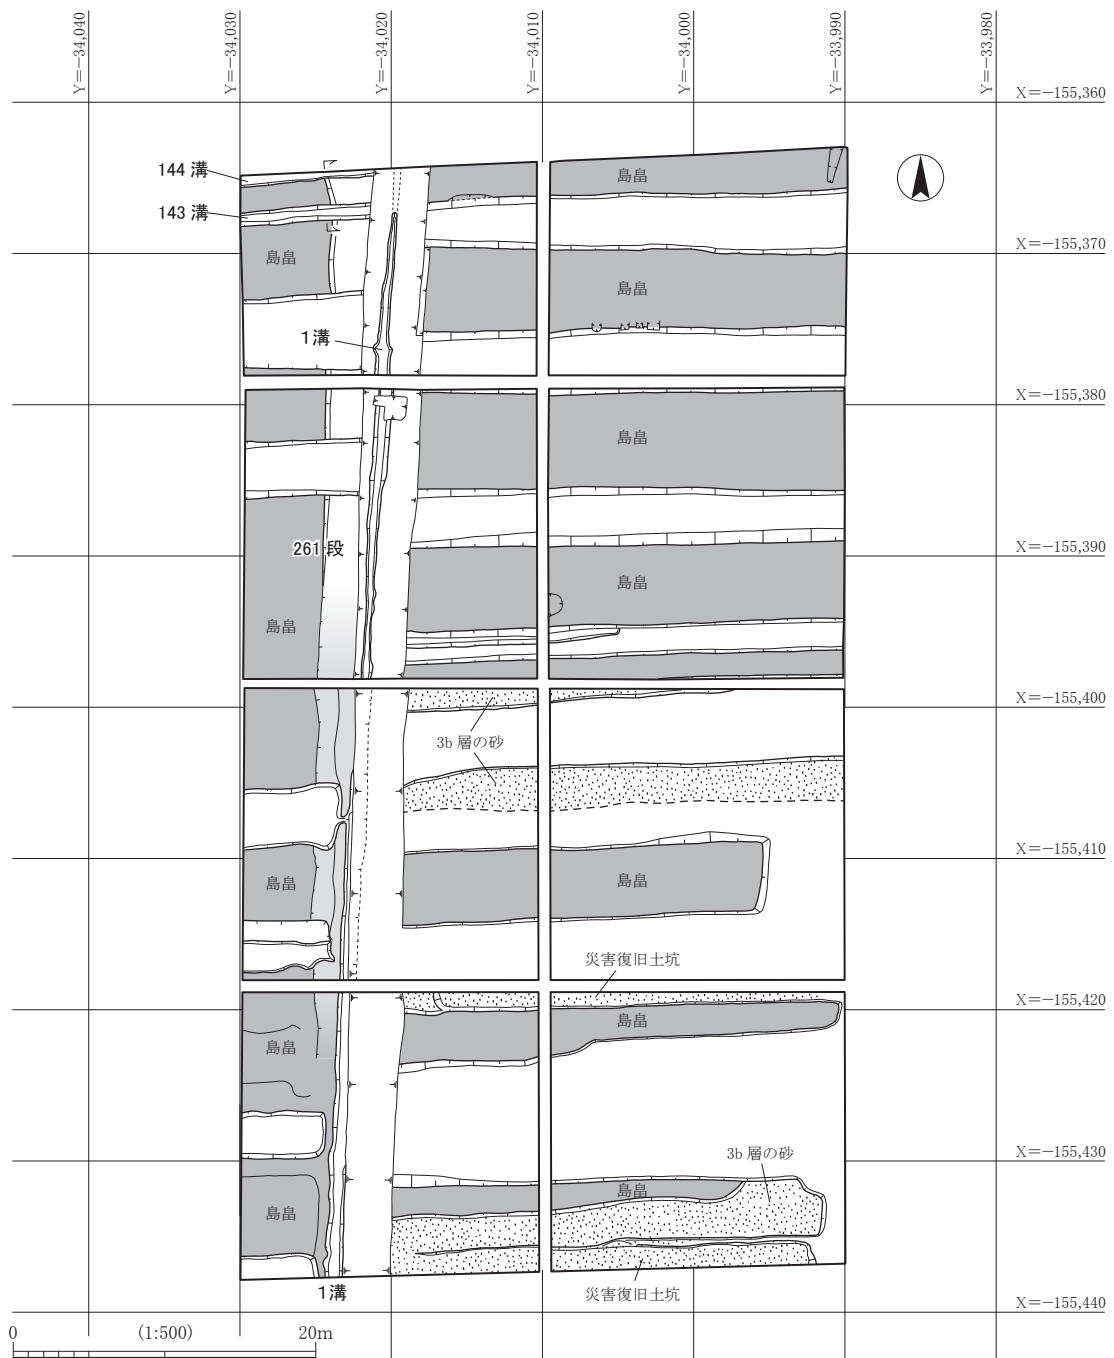 Y=-34,040
Y=-34,030
Y=-34,020
Y=-34,010
Y=-34,000
Y=-33,990
Y=-33,980
X=-155,360
144 溝
島畠
143 溝
X=-155,370
島畠
島畠
1溝
X=-155,380
島畠
261 段
X=-155,390
島畠
島畠
X=-155,400
3b 層の砂
X=-155,410
島畠
島畠
災害復旧土坑
X=-155,420
島畠
島畠
3b 層の砂
X=-155,430
島畠
島畠
1溝
災害復旧土坑
X=-155,440
0 (1:500) 20m